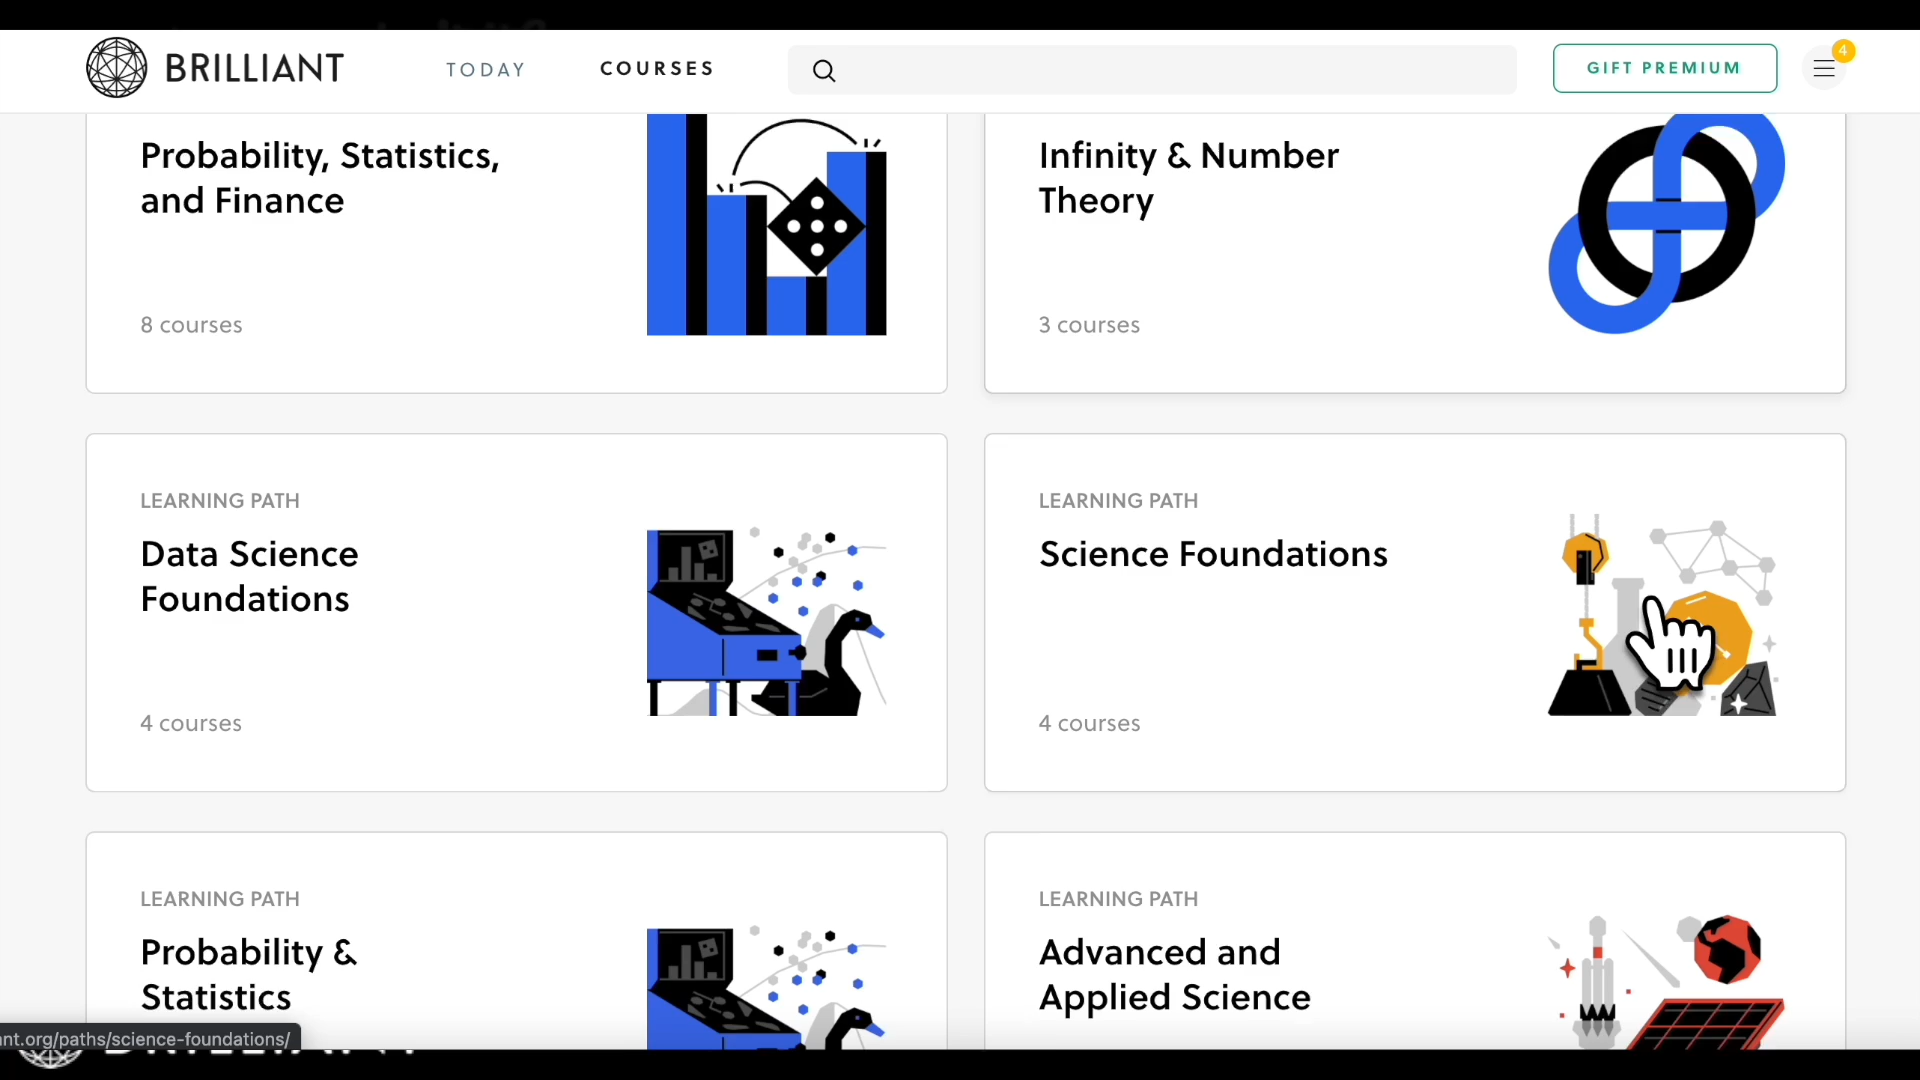 BRILLIANT
TODAY
COURSES
GIFT PREMIUM
4
Probability, Statistics,
and Finance
8 courses
Infinity & Number
Theory
3 courses
LEARNING PATH
Data Science
Foundations
4 courses
LEARNING PATH
Science Foundations
4 courses
LEARNING PATH
Probability &
Statistics
LEARNING PATH
Advanced and
Applied Science
ant.org/paths/science-foundations/